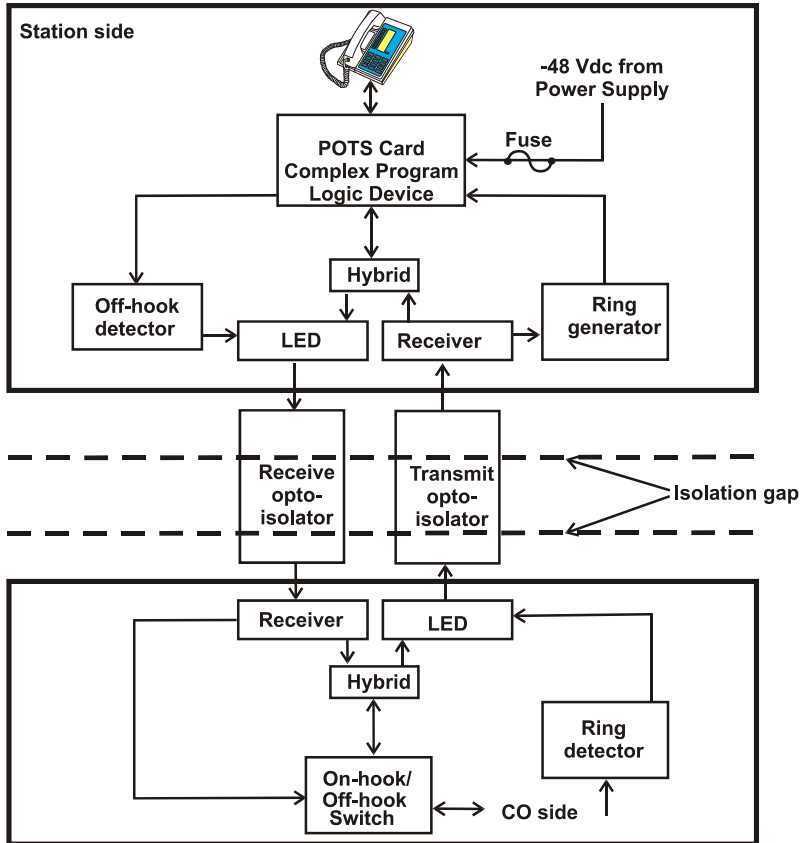 Station side
-48 Vdc from
Power Supply
Fuse
POTS Card
Complex Program
Logic Device
Hybrid
Off-hook
detector
LED
Receiver
Ring
generator
Receive
opto-
isolator
Transmit
opto-
isolator
Isolation gap
Receiver
LED
Hybrid
Ring
detector
On-hook/
Off-hook
Switch
CO side